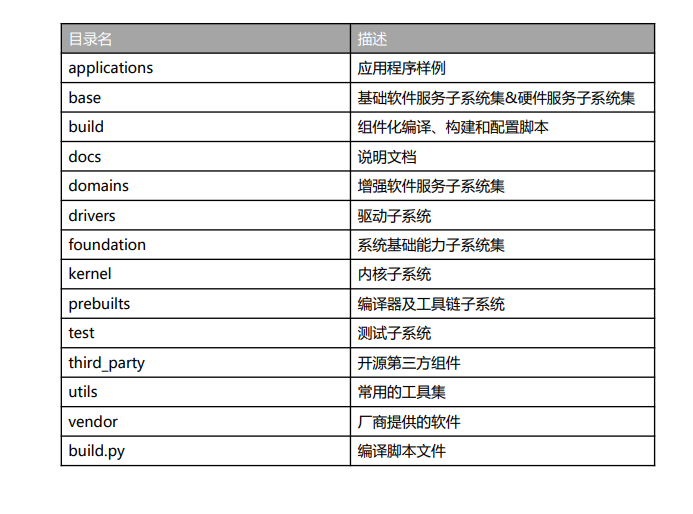 目录名 描述
applications 应用程序样例
base 基础软件服务子系统集&硬件服务子系统集
build 组件化编译、构建和配置脚本
docs 说明文档
domains 增强软件服务子系统集
drivers 驱动子系统
foundation 系统基础能力子系统集
kernel 内核子系统
prebuilts 编译器及工具链子系统
test 测试子系统
third_party 开源第三方组件
utils 常用的工具集
vendor 厂商提供的软件
build.py 编译脚本文件